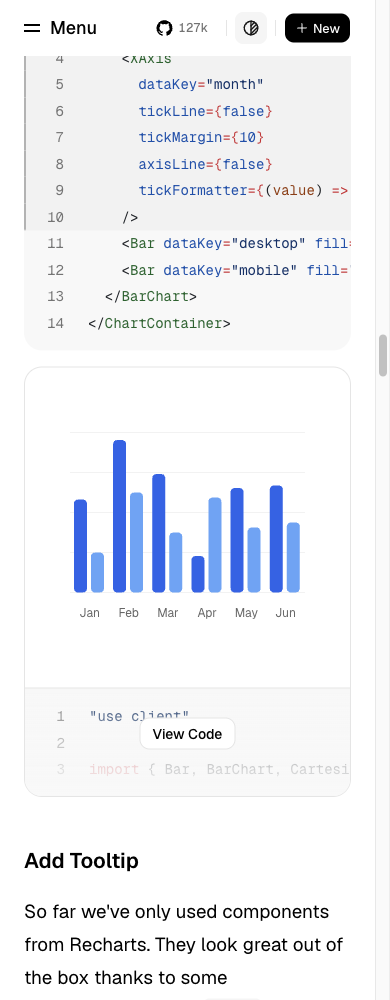 Menu
127k
+ New
4 <XAxis
5 dataKey="month"
6 tickLine={false}
7 tickMargin={10}
8 axisLine={false}
9 tickFormatter={(value) =>
10 />
11 <Bar dataKey="desktop" fill=
12 <Bar dataKey="mobile" fill=
13 </BarChart>
14 </ChartContainer>
Jan Feb Mar Apr May Jun
1 "use client"
2
View Code
3 import { Bar, BarChart, Cartesi
Add Tooltip
So far we've only used components
from Recharts. They look great out of
the box thanks to some